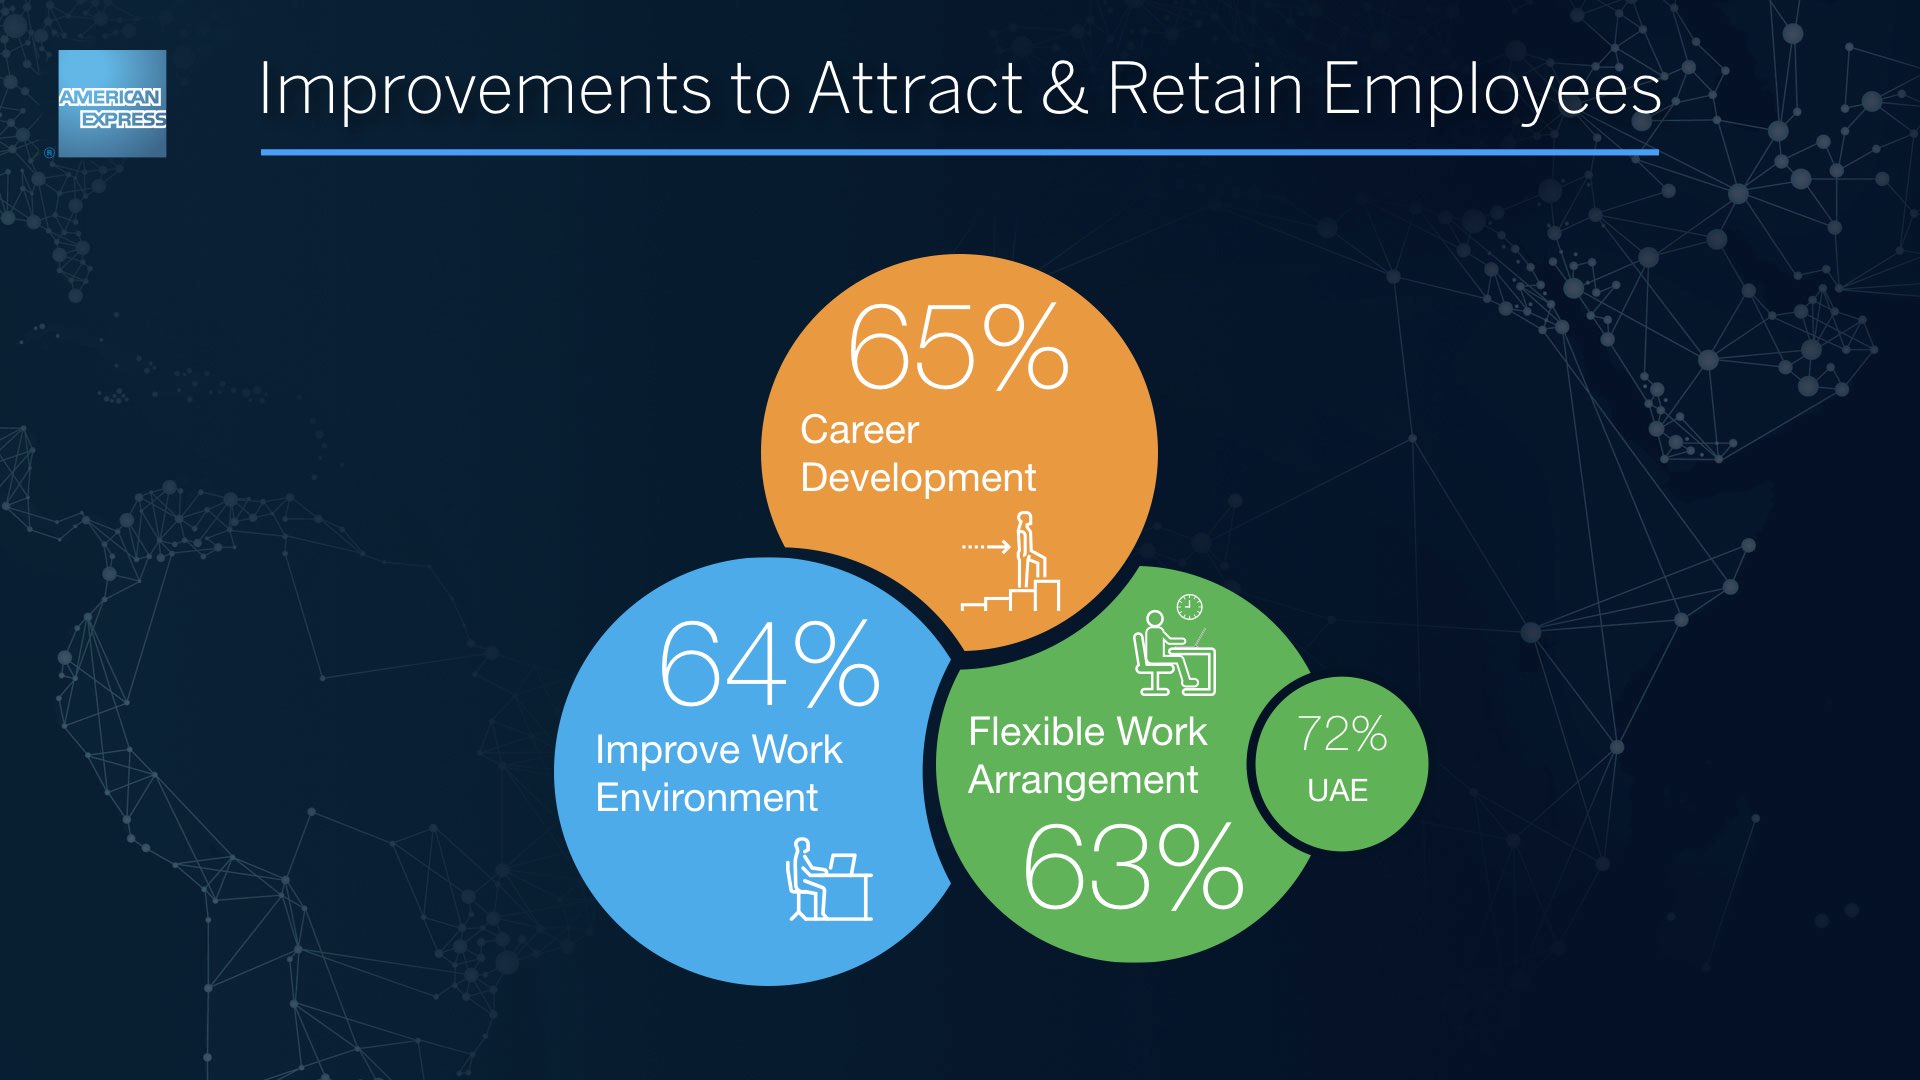 AMERICAN
EXPRESS
®
Improvements to Attract & Retain Employees
65%
Career
Development
64%
Improve Work
Environment
Flexible Work
Arrangement
63%
72%
UAE